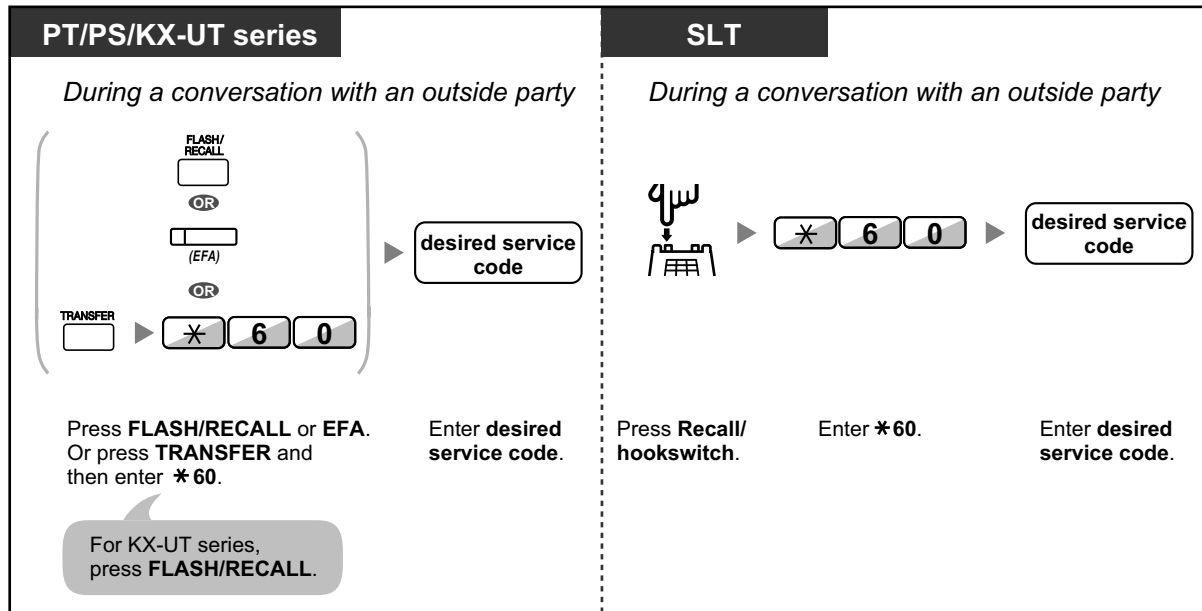 PT/PS/KX-UT series
During a conversation with an outside party
FLASH/
RECALL
OR
(EFA)
OR
TRANSFER
* 6 0
desired service
code
Press FLASH/RECALL or EFA.
Or press TRANSFER and
then enter *60.
Enter desired
service code.
For KX-UT series,
press FLASH/RECALL.
SLT
During a conversation with an outside party
* 6 0
desired service
code
Press Recall/
hookswitch.
Enter *60.
Enter desired
service code.